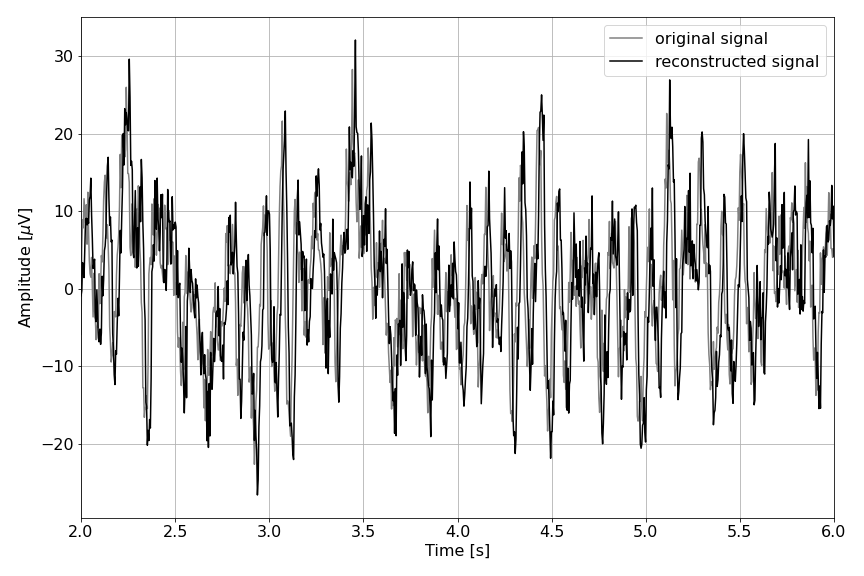 original signal
reconstructed signal
Amplitude [μV]
30
20
10
0
−10
−20
2.0 2.5 3.0 3.5 4.0 4.5 5.0 5.5 6.0
Time [s]